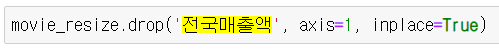 movie_resize.drop('전국매출액', axis=1, inplace=True)